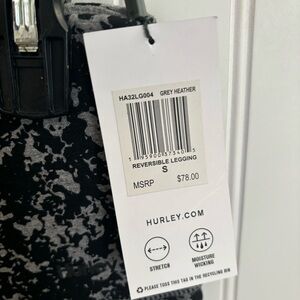 HA32LG004 GREY HEATHER
REVERSIBLE LEGGING
S
MSRP $78.00
HURLEY.COM
STRETCH
MOISTURE
WICKING
PLEASE TOSS THIS TAG IN THE RECYCLING BIN